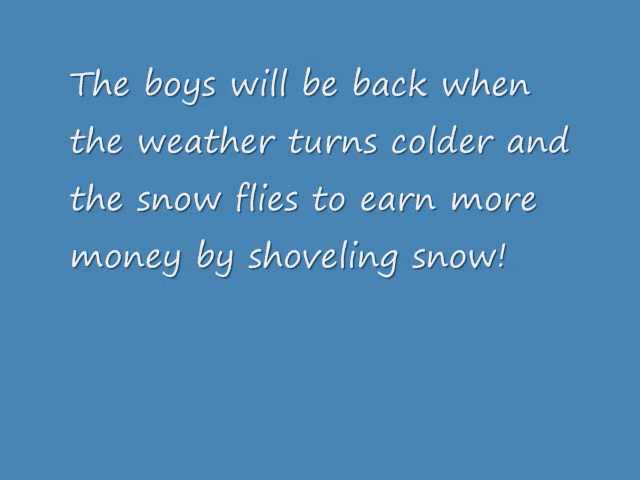 The boys will be back when
the weather turns colder and
the snow flies to earn more
money by shoveling snow!